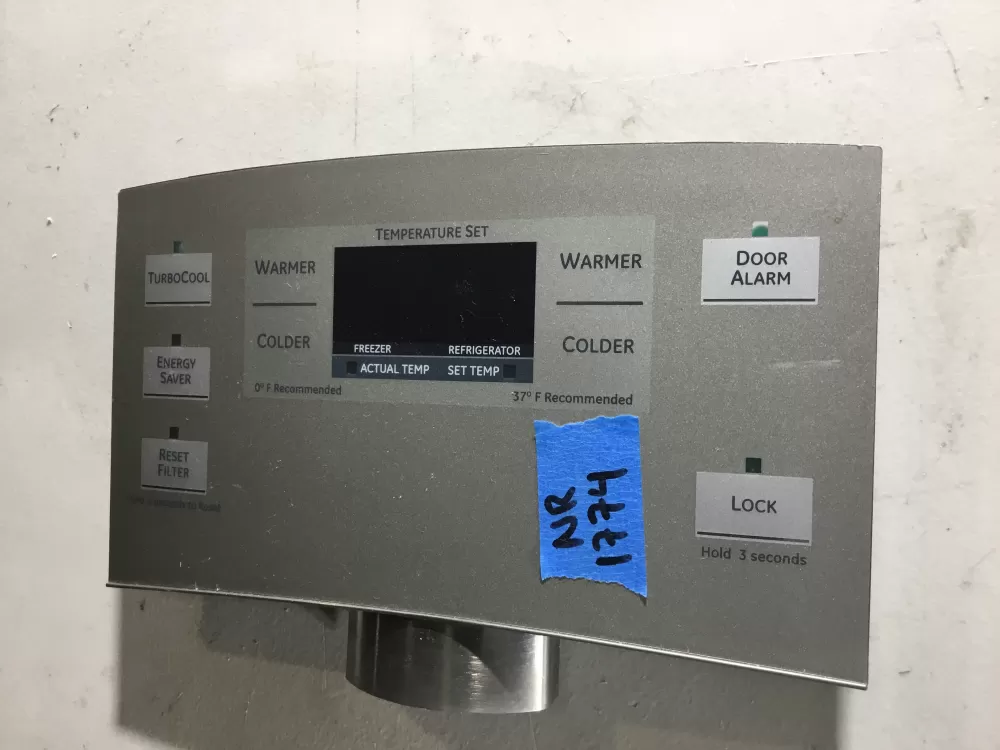 TEMPERATURE SET
WARMER
WARMER
COLDER
COLDER
FREEZER REFRIGERATOR
ACTUAL TEMP SET TEMP
0° F Recommended
37° F Recommended
TURBOCOOL
ENERGY
SAVER
RESET
FILTER
DOOR
ALARM
LOCK
Hold 3 seconds
NR
1774